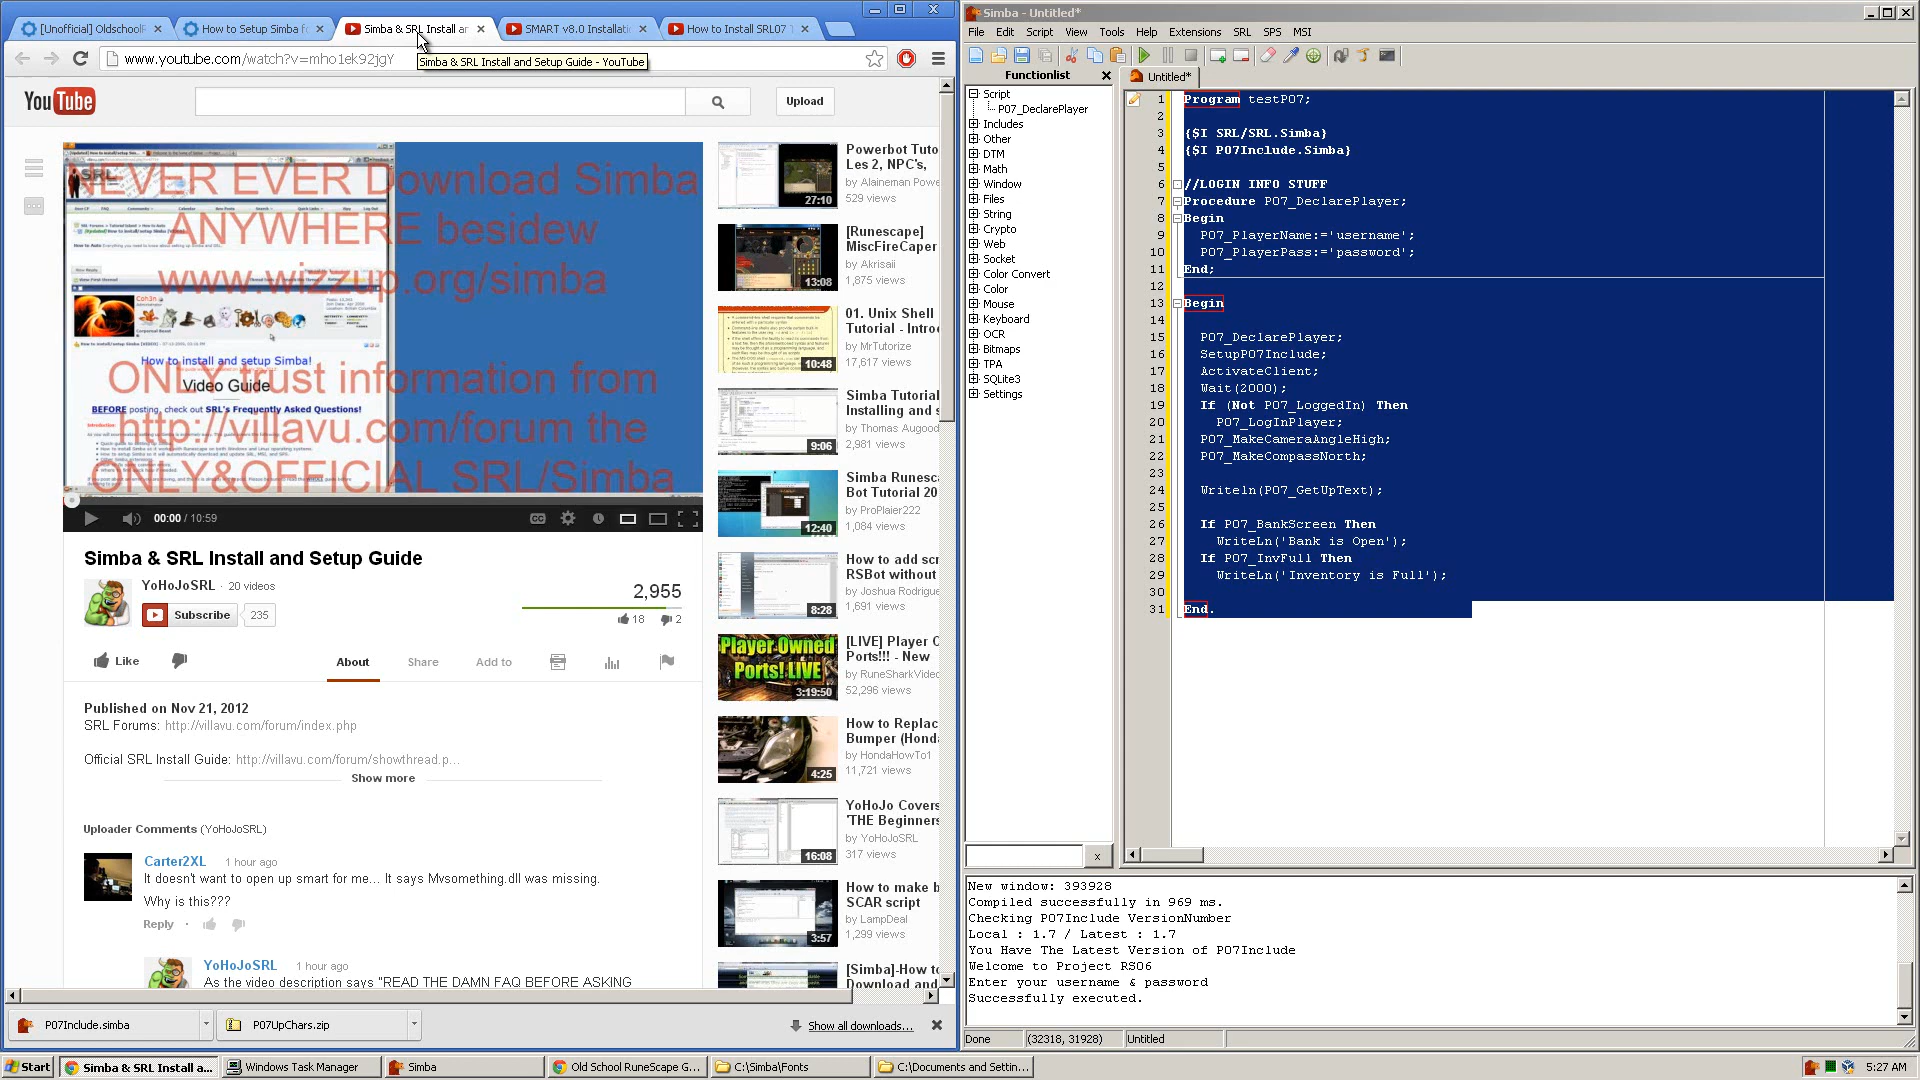 [Unofficial] Oldschool
How to Setup Simba f
Simba & SRL Install ar
SMART v8.0 Installati
How to Install SRL07
www.youtube.com/watch?v=mho1ek92jgY
Simba & SRL Install and Setup Guide - YouTube
YouTube
Upload
NEVER EVER Download Simba
ANYWHERE besidew
www.wizzup.org/simba
Coh3n
How to install and setup Simba!
Video Guide
BEFORE posting, check out SRL's Frequently Asked Questions!
ONLY trust information from
http://villavu.com/forum the
ONLY&OFFICIAL SRL/Simba
00:00 / 10:59
Simba & SRL Install and Setup Guide
YoHoJoSRL · 20 videos
Subscribe
235
2,955
18
2
Like
About
Share
Add to
Published on Nov 21, 2012
SRL Forums: http://villavu.com/forum/index.php
Official SRL Install Guide: http://villavu.com/forum/showthread.p...
Show more
Uploader Comments (YoHoJoSRL)
Carter2XL 1 hour ago
It doesn't want to open up smart for me... It says Mvsomething.dll was missing.
Why is this???
Reply ·
YoHoJoSRL 1 hour ago
As the video description says "READ THE DAMN FAQ BEFORE ASKING
27:10
Powerbot Tuto
Les 2, NPC's,
by Alaineman Powe
529 views
13:08
[Runescape]
MiscFireCaper
by Akrisaii
1,875 views
10:48
01. Unix Shell
Tutorial - Introd
by MrTutorize
17,617 views
9:06
Simba Tutorial
Installing and s
by Thomas Augood
2,981 views
12:40
Simba Runesca
Bot Tutorial 20
by ProPlaier222
1,084 views
8:28
How to add scr
RSBot without
by Joshua Rodrigue
1,691 views
Player Owned
Ports! LIVE
3:19:50
[LIVE] Player O
Ports!!! - New
by RuneSharkVideo
52,296 views
4:25
How to Replac
Bumper (Honda
by HondaHowTo1
11,721 views
16:08
YoHoJo Covers
'THE Beginners
by YoHoJoSRL
317 views
3:57
How to make b
SCAR script
by LampDeal
1,299 views
[Simba]-How to
Download and
P07Include.simba
P07UpChars.zip
Show all downloads...
Simba - Untitled*
File Edit Script View Tools Help Extensions SRL SPS MSI
Functionlist
Untitled*
Script
P07_DeclarePlayer
Includes
Other
DTM
Math
Window
Files
String
Crypto
Web
Socket
Color Convert
Color
Mouse
Keyboard
OCR
Bitmaps
TPA
SQLite3
Settings
x
1 Program testP07;
2
3 {$I SRL/SRL.Simba}
4 {$I P07Include.Simba}
5
6 //LOGIN INFO STUFF
7 Procedure P07_DeclarePlayer;
8 Begin
9 P07_PlayerName:='username';
10 P07_PlayerPass:='password';
11 End;
12
13 Begin
14
15 P07_DeclarePlayer;
16 SetupP07Include;
17 ActivateClient;
18 Wait(2000);
19 If (Not P07_LoggedIn) Then
20 P07_LogInPlayer;
21 P07_MakeCameraAngleHigh;
22 P07_MakeCompassNorth;
23
24 Writeln(P07_GetUpText);
25
26 If P07_BankScreen Then
27 WriteLn('Bank is Open');
28 If P07_InvFull Then
29 WriteLn('Inventory is Full');
30
31 End.
New window: 393928
Compiled successfully in 969 ms.
Checking P07Include VersionNumber
Local : 1.7 / Latest : 1.7
You Have The Latest Version of P07Include
Welcome to Project RS06
Enter your username & password
Successfully executed.
Done
(32318, 31928)
Untitled
Start
Simba & SRL Install a...
Windows Task Manager
Simba
Old School RuneScape G...
C:\Simba\Fonts
C:\Documents and Settin...
5:27 AM